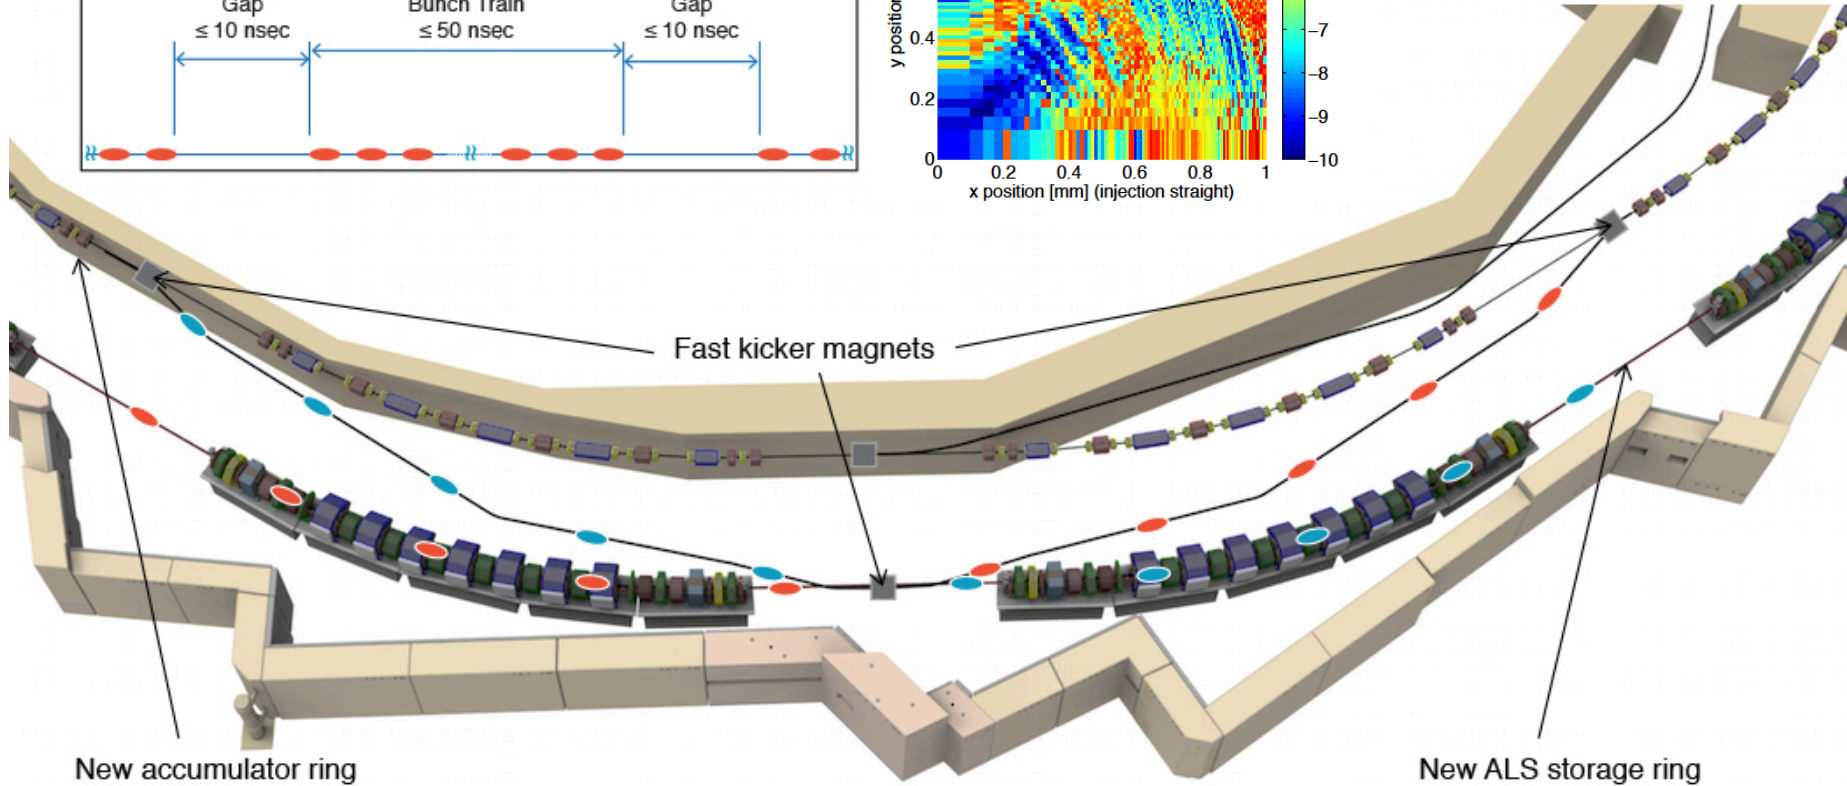 Gap
Bunch Train
Gap
≤ 10 nsec
≤ 50 nsec
≤ 10 nsec
y position
0.4
0.2
0
0
0.2
0.4
0.6
0.8
1
x position [mm] (injection straight)
−7
−8
−9
−10
Fast kicker magnets
New accumulator ring
New ALS storage ring